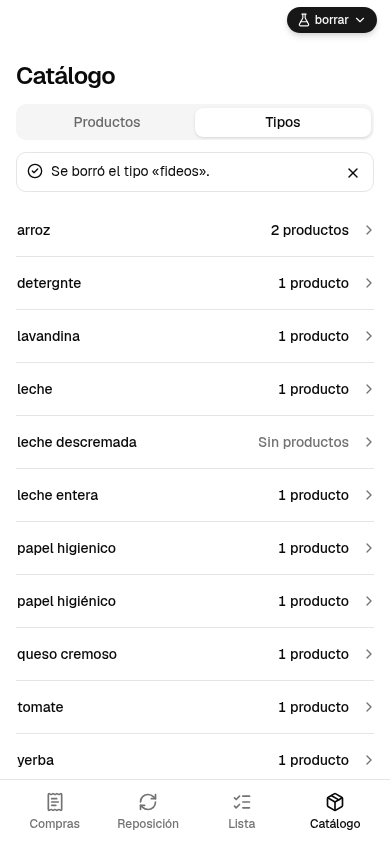 borrar
Catálogo
Productos
Tipos
Se borró el tipo «fideos».
arroz 2 productos
detergnte 1 producto
lavandina 1 producto
leche 1 producto
leche descremada Sin productos
leche entera 1 producto
papel higienico 1 producto
papel higiénico 1 producto
queso cremoso 1 producto
tomate 1 producto
yerba 1 producto
Compras
Reposición
Lista
Catálogo